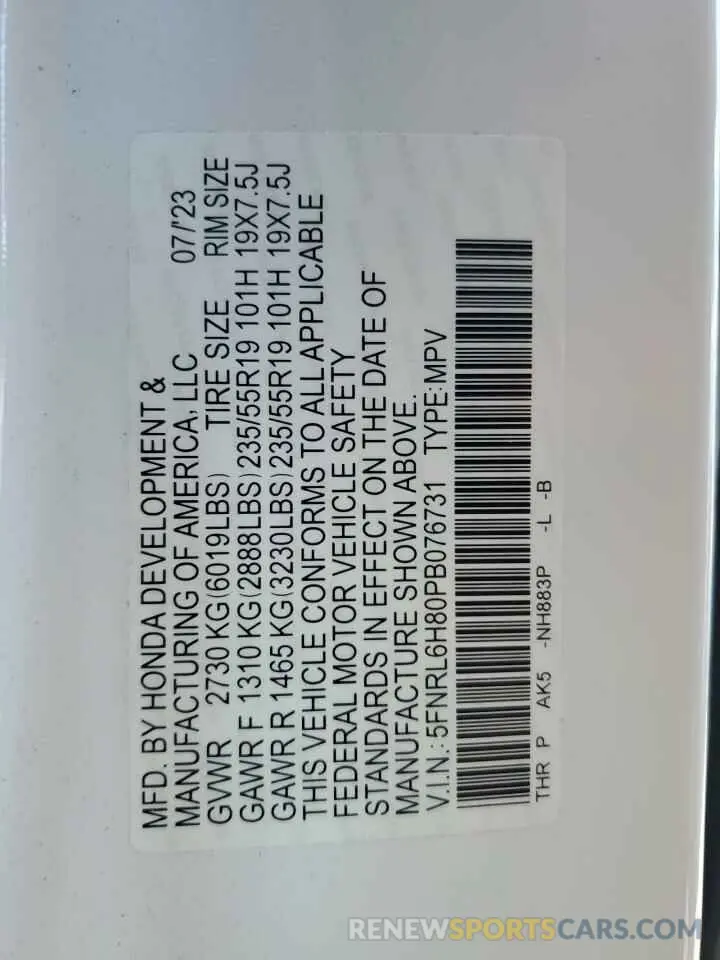 MFD. BY HONDA DEVELOPMENT &
MANUFACTURING OF AMERICA, LLC 07/'23
GVWR 2730 KG(6019LBS) TIRE SIZE RIM SIZE
GAWR F 1310 KG(2888LBS)235/55R19 101H 19X7.5J
GAWR R 1465 KG(3230LBS)235/55R19 101H 19X7.5J
THIS VEHICLE CONFORMS TO ALL APPLICABLE
FEDERAL MOTOR VEHICLE SAFETY
STANDARDS IN EFFECT ON THE DATE OF
MANUFACTURE SHOWN ABOVE.
V.I.N.: 5FNRL6H80PB076731 TYPE:MPV
THR P AK5 -NH883P -L -B
RENEWSPORTSCARS.COM